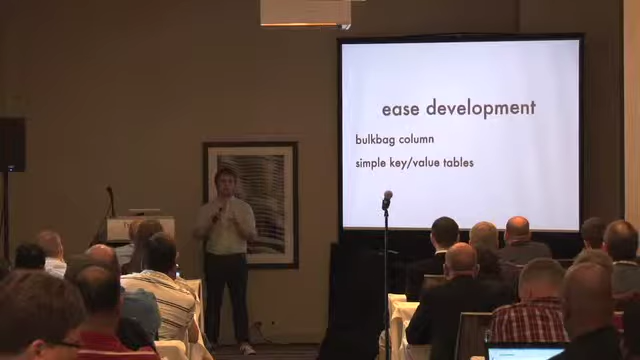 ease development
bulkbag column
simple key/value tables